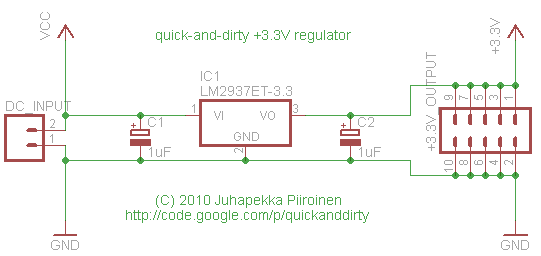 VCC
quick-and-dirty +3.3V regulator
+3.3V
IC1
LM2937ET-3.3
DC INPUT
2
1
C1
1uF
1
VI
VO
3
GND
2
C2
1uF
+3.3V OUTPUT
9
7
5
3
1
10
8
6
4
2
(C) 2010 Juhapekka Piiroinen
http://code.google.com/p/quickanddirty
GND
GND